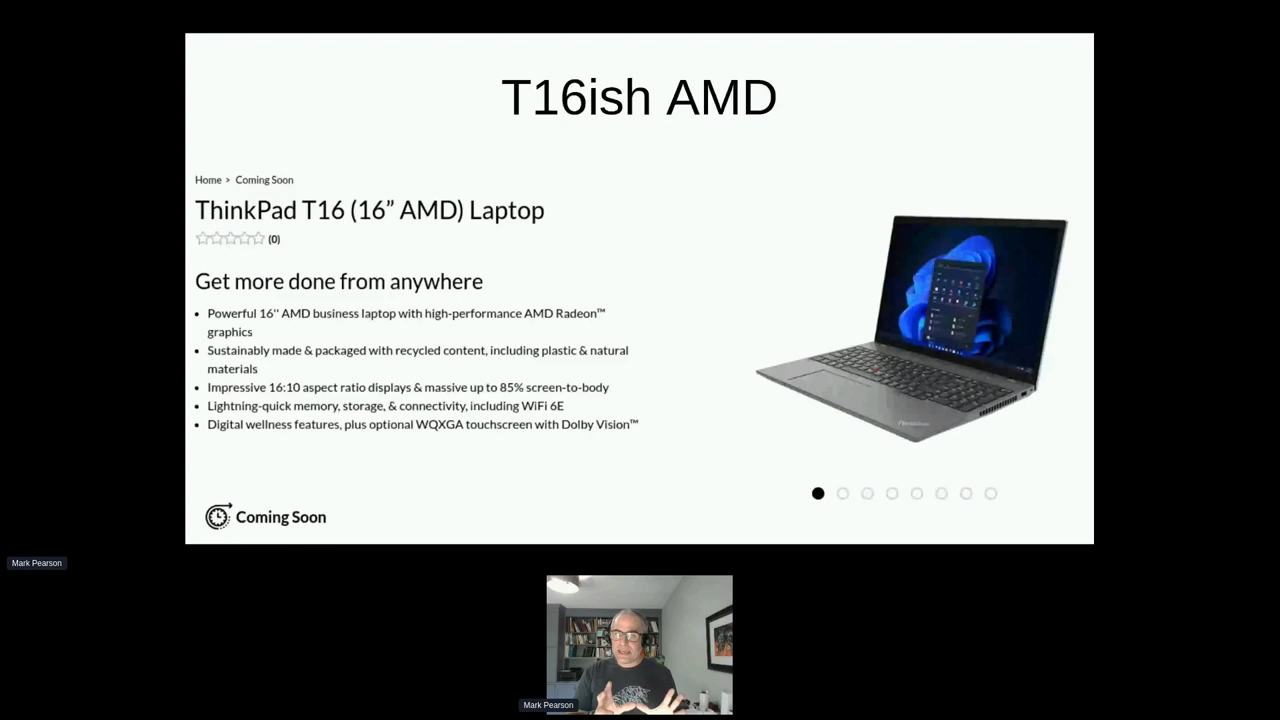 T16ish AMD
Home > Coming Soon
ThinkPad T16 (16” AMD) Laptop
(0)
Get more done from anywhere
• Powerful 16'' AMD business laptop with high-performance AMD Radeon™
graphics
• Sustainably made & packaged with recycled content, including plastic & natural
materials
• Impressive 16:10 aspect ratio displays & massive up to 85% screen-to-body
• Lightning-quick memory, storage, & connectivity, including WiFi 6E
• Digital wellness features, plus optional WQXGA touchscreen with Dolby Vision™
ThinkPad
Coming Soon
Mark Pearson
Mark Pearson